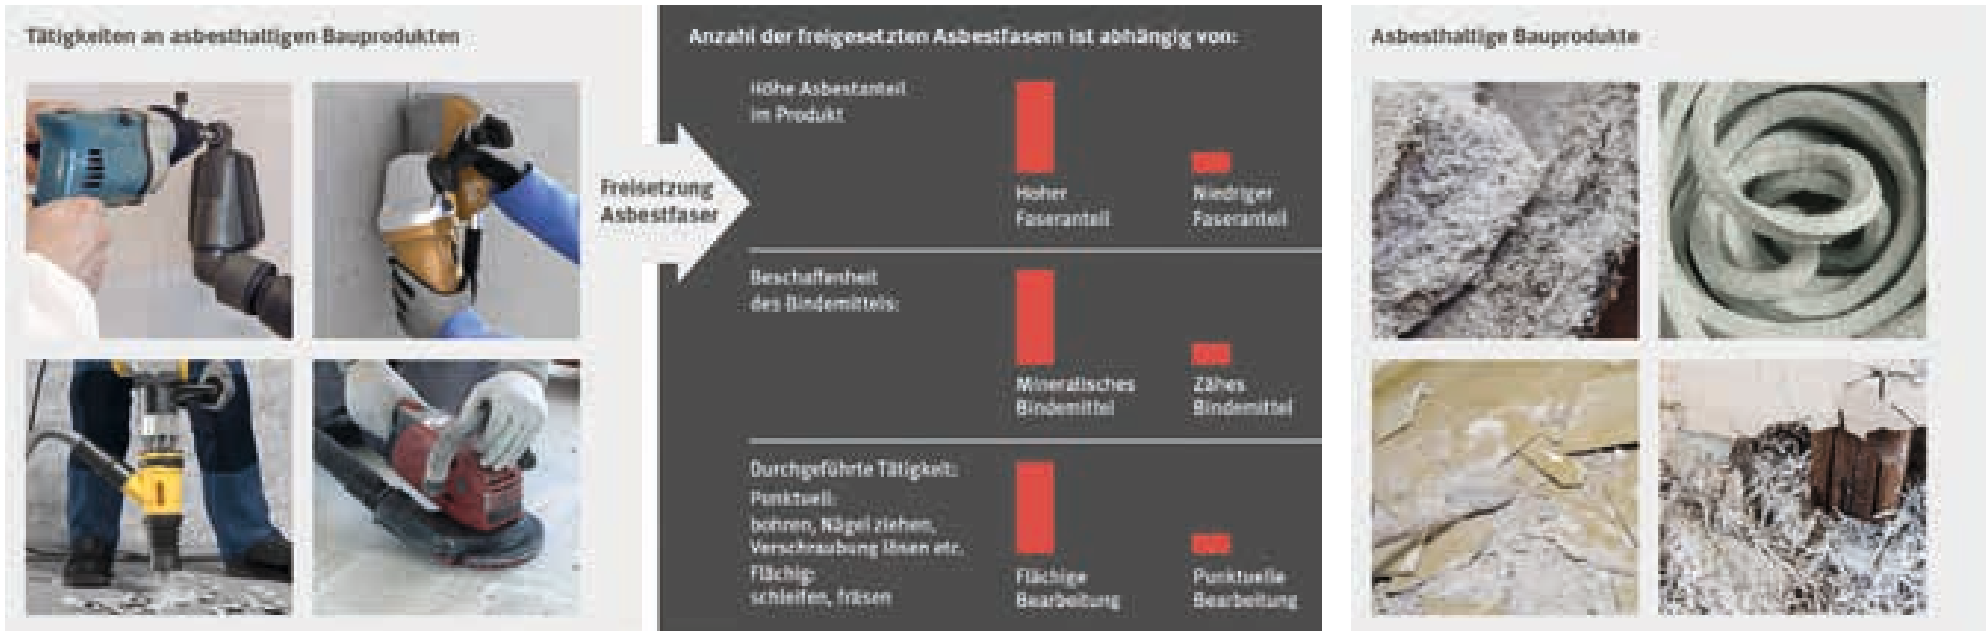 Tätigkeiten an asbesthaltigen Bauprodukten
Freisetzung
Asbestfaser
Anzahl der freigesetzten Asbestfasern ist abhängig von:
Höhe Asbestanteil
im Produkt
Hoher
Faseranteil
Niedriger
Faseranteil
Beschaffenheit
des Bindemittels:
Mineralisches
Bindemittel
Zähes
Bindemittel
Durchgeführte Tätigkeit:
Punktuell:
bohren, Nägel ziehen,
Verschraubung lösen etc.
Flächig:
schleifen, fräsen
Flächige
Bearbeitung
Punktuelle
Bearbeitung
Asbesthaltige Bauprodukte